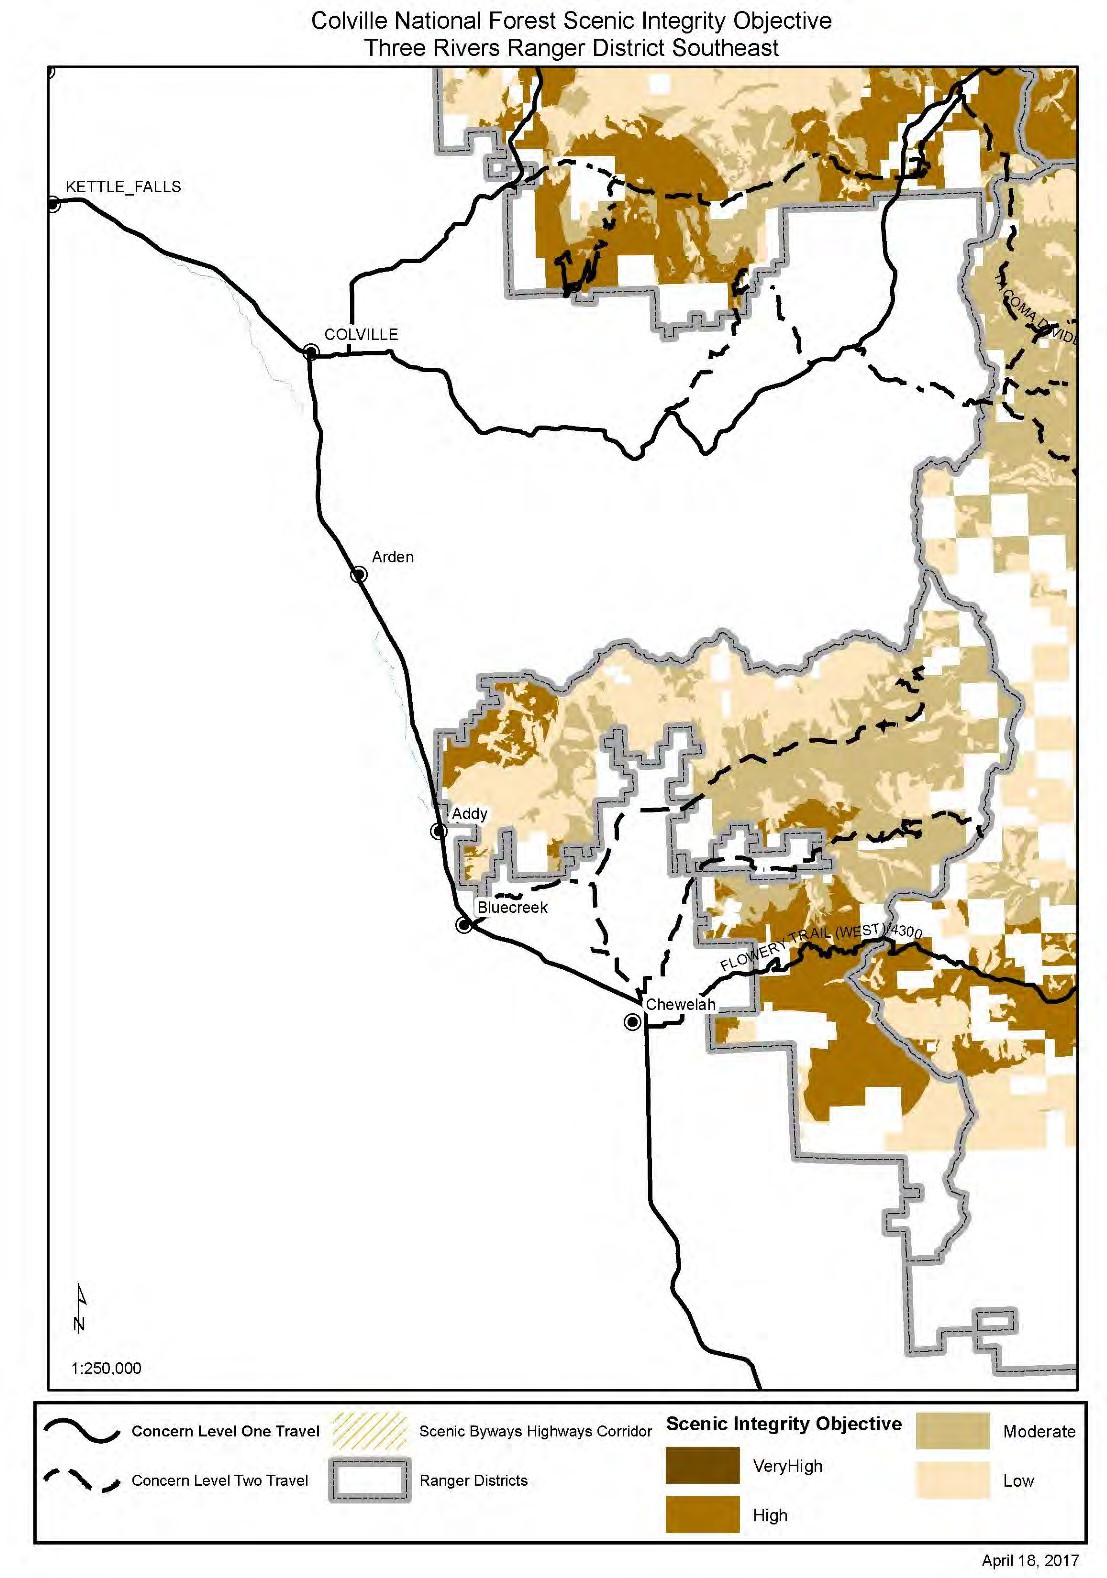 Colville National Forest Scenic Integrity Objective
Three Rivers Ranger District Southeast
KETTLE_FALLS
COLVILLE
TACOMA DIVIDE
Arden
Addy
Bluecreek
FLOWERY TRAIL (WEST)/4300
Chewelah
N
1:250,000
Concern Level One Travel
Concern Level Two Travel
Scenic Byways Highways Corridor
Ranger Districts
Scenic Integrity Objective
VeryHigh
High
Moderate
Low
April 18, 2017